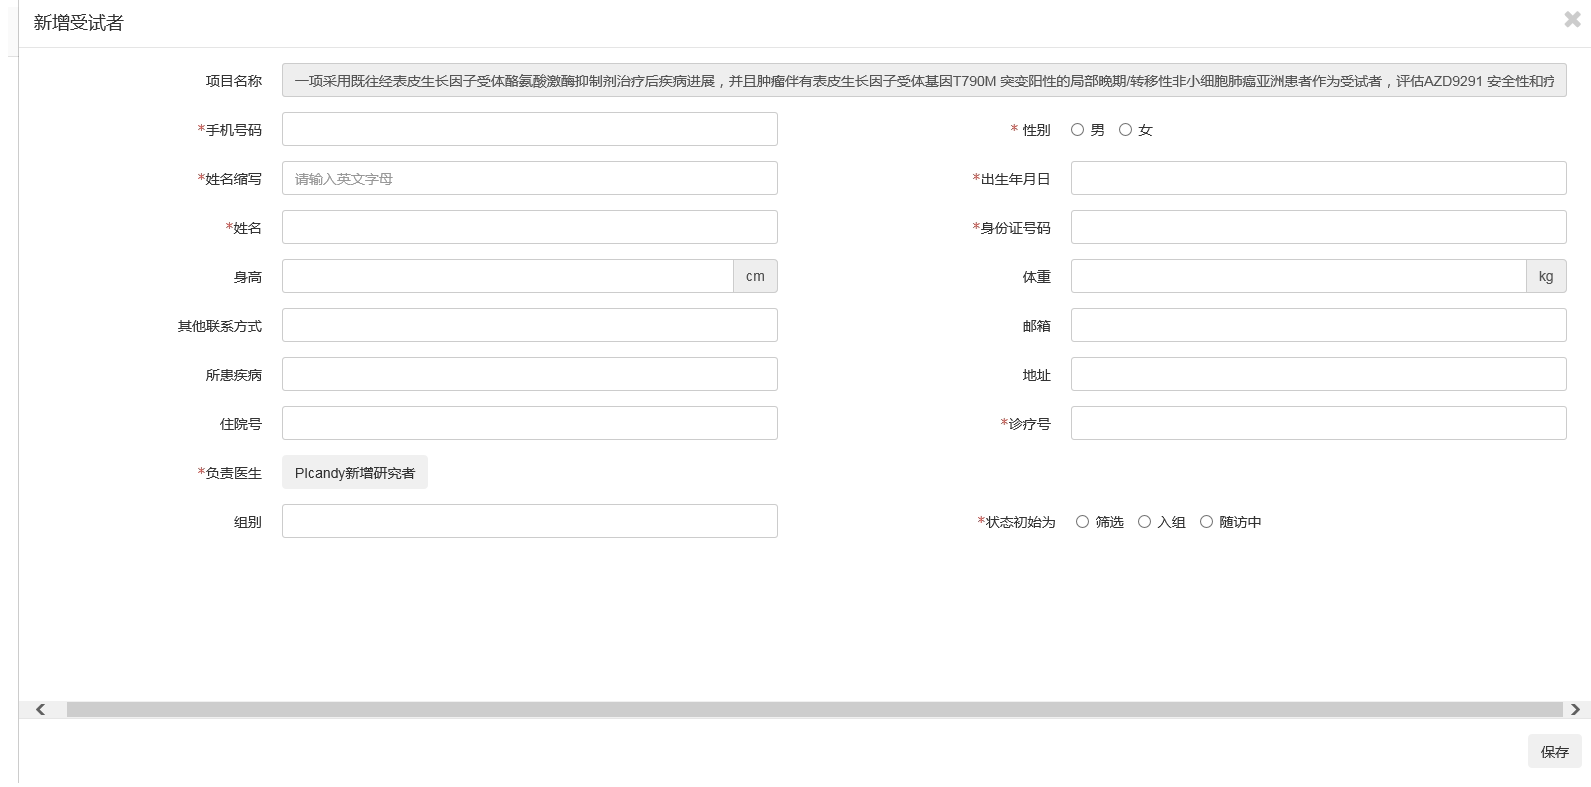 新增受试者
项目名称 一项采用既往经表皮生长因子受体酪氨酸激酶抑制剂治疗后疾病进展，并且肿瘤伴有表皮生长因子受体基因T790M 突变阳性的局部晚期/转移性非小细胞肺癌亚洲患者作为受试者，评估AZD9291 安全性和疗
*手机号码 * 性别 男 女
*姓名缩写 请输入英文字母 *出生年月日
*姓名 *身份证号码
身高 cm 体重 kg
其他联系方式 邮箱
所患疾病 地址
住院号 *诊疗号
*负责医生 PIcandy新增研究者
组别 *状态初始为 筛选 入组 随访中
保存